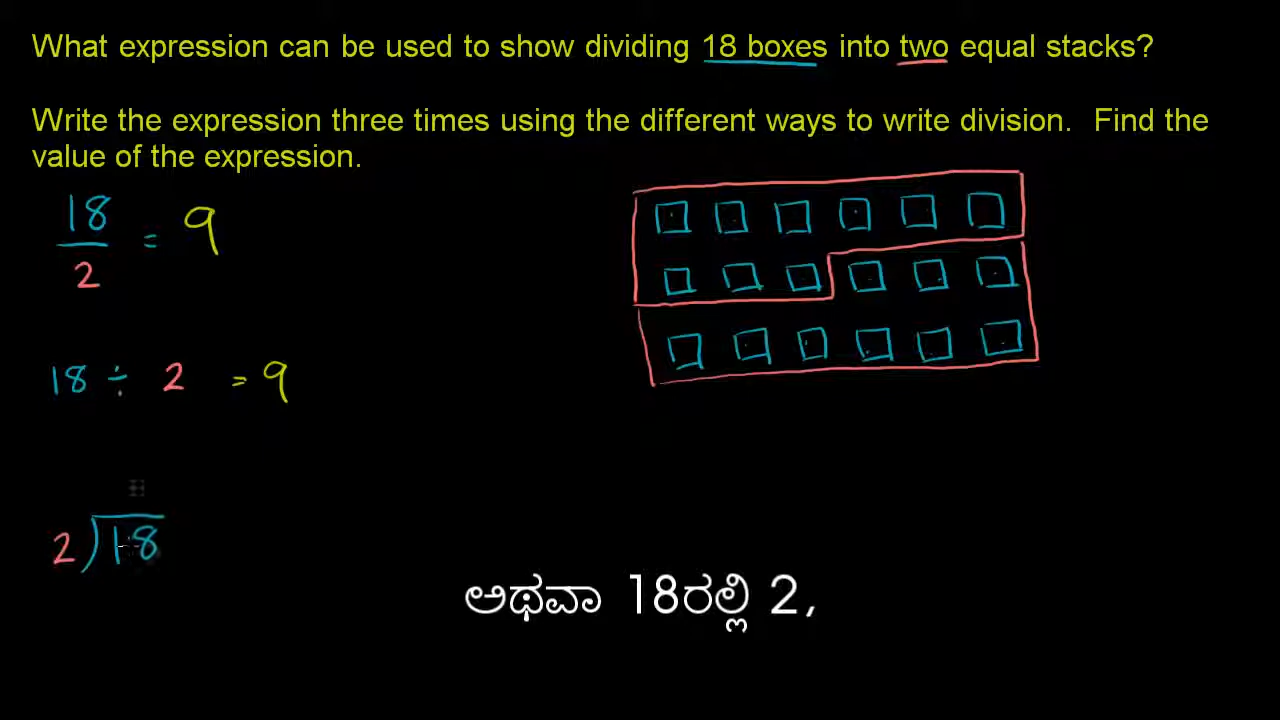 What expression can be used to show dividing 18 boxes into two equal stacks?
Write the expression three times using the different ways to write division. Find the
value of the expression.
18
— = 9
2
18 ÷ 2 = 9
2)18
ಅಥವಾ 18ರಲ್ಲಿ 2,